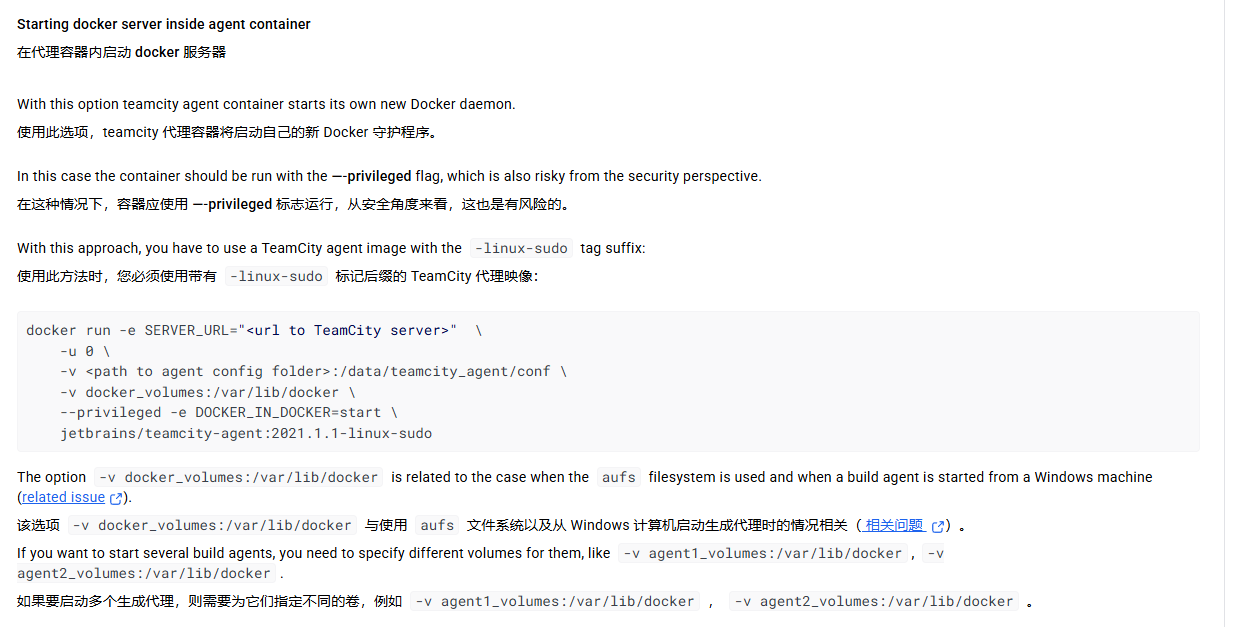 Starting docker server inside agent container
在代理容器内启动 docker 服务器
With this option teamcity agent container starts its own new Docker daemon.
使用此选项，teamcity 代理容器将启动自己的新 Docker 守护程序。
In this case the container should be run with the —-privileged flag, which is also risky from the security perspective.
在这种情况下，容器应使用 —-privileged 标志运行，从安全角度来看，这也是有风险的。
With this approach, you have to use a TeamCity agent image with the -linux-sudo tag suffix:
使用此方法时，您必须使用带有 -linux-sudo 标记后缀的 TeamCity 代理映像：
docker run -e SERVER_URL="<url to TeamCity server>" \
-u 0 \
-v <path to agent config folder>:/data/teamcity_agent/conf \
-v docker_volumes:/var/lib/docker \
--privileged -e DOCKER_IN_DOCKER=start \
jetbrains/teamcity-agent:2021.1.1-linux-sudo
The option -v docker_volumes:/var/lib/docker is related to the case when the aufs filesystem is used and when a build agent is started from a Windows machine
(related issue).
该选项 -v docker_volumes:/var/lib/docker 与使用 aufs 文件系统以及从 Windows 计算机启动生成代理时的情况相关（相关问题）。
If you want to start several build agents, you need to specify different volumes for them, like -v agent1_volumes:/var/lib/docker, -v
agent2_volumes:/var/lib/docker.
如果要启动多个生成代理，则需要为它们指定不同的卷，例如 -v agent1_volumes:/var/lib/docker ， -v agent2_volumes:/var/lib/docker 。